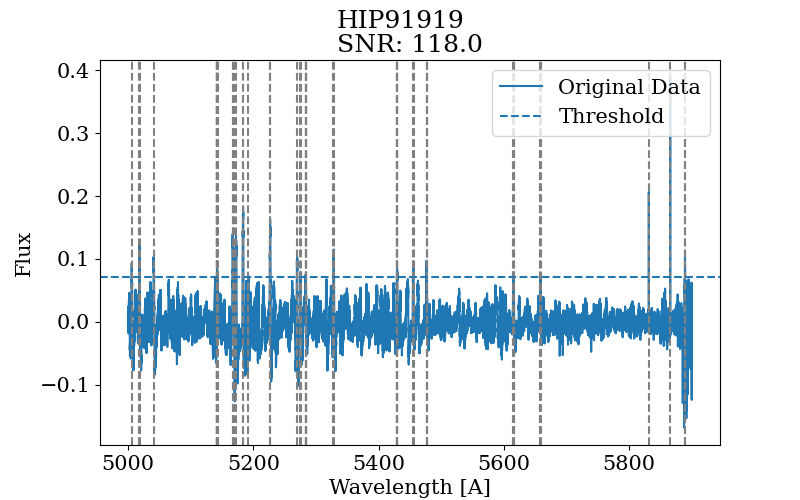 HIP91919
SNR: 118.0
0.4
0.3
0.2
0.1
0.0
−0.1
Flux
Original Data
Threshold
5000 5200 5400 5600 5800
Wavelength [A]